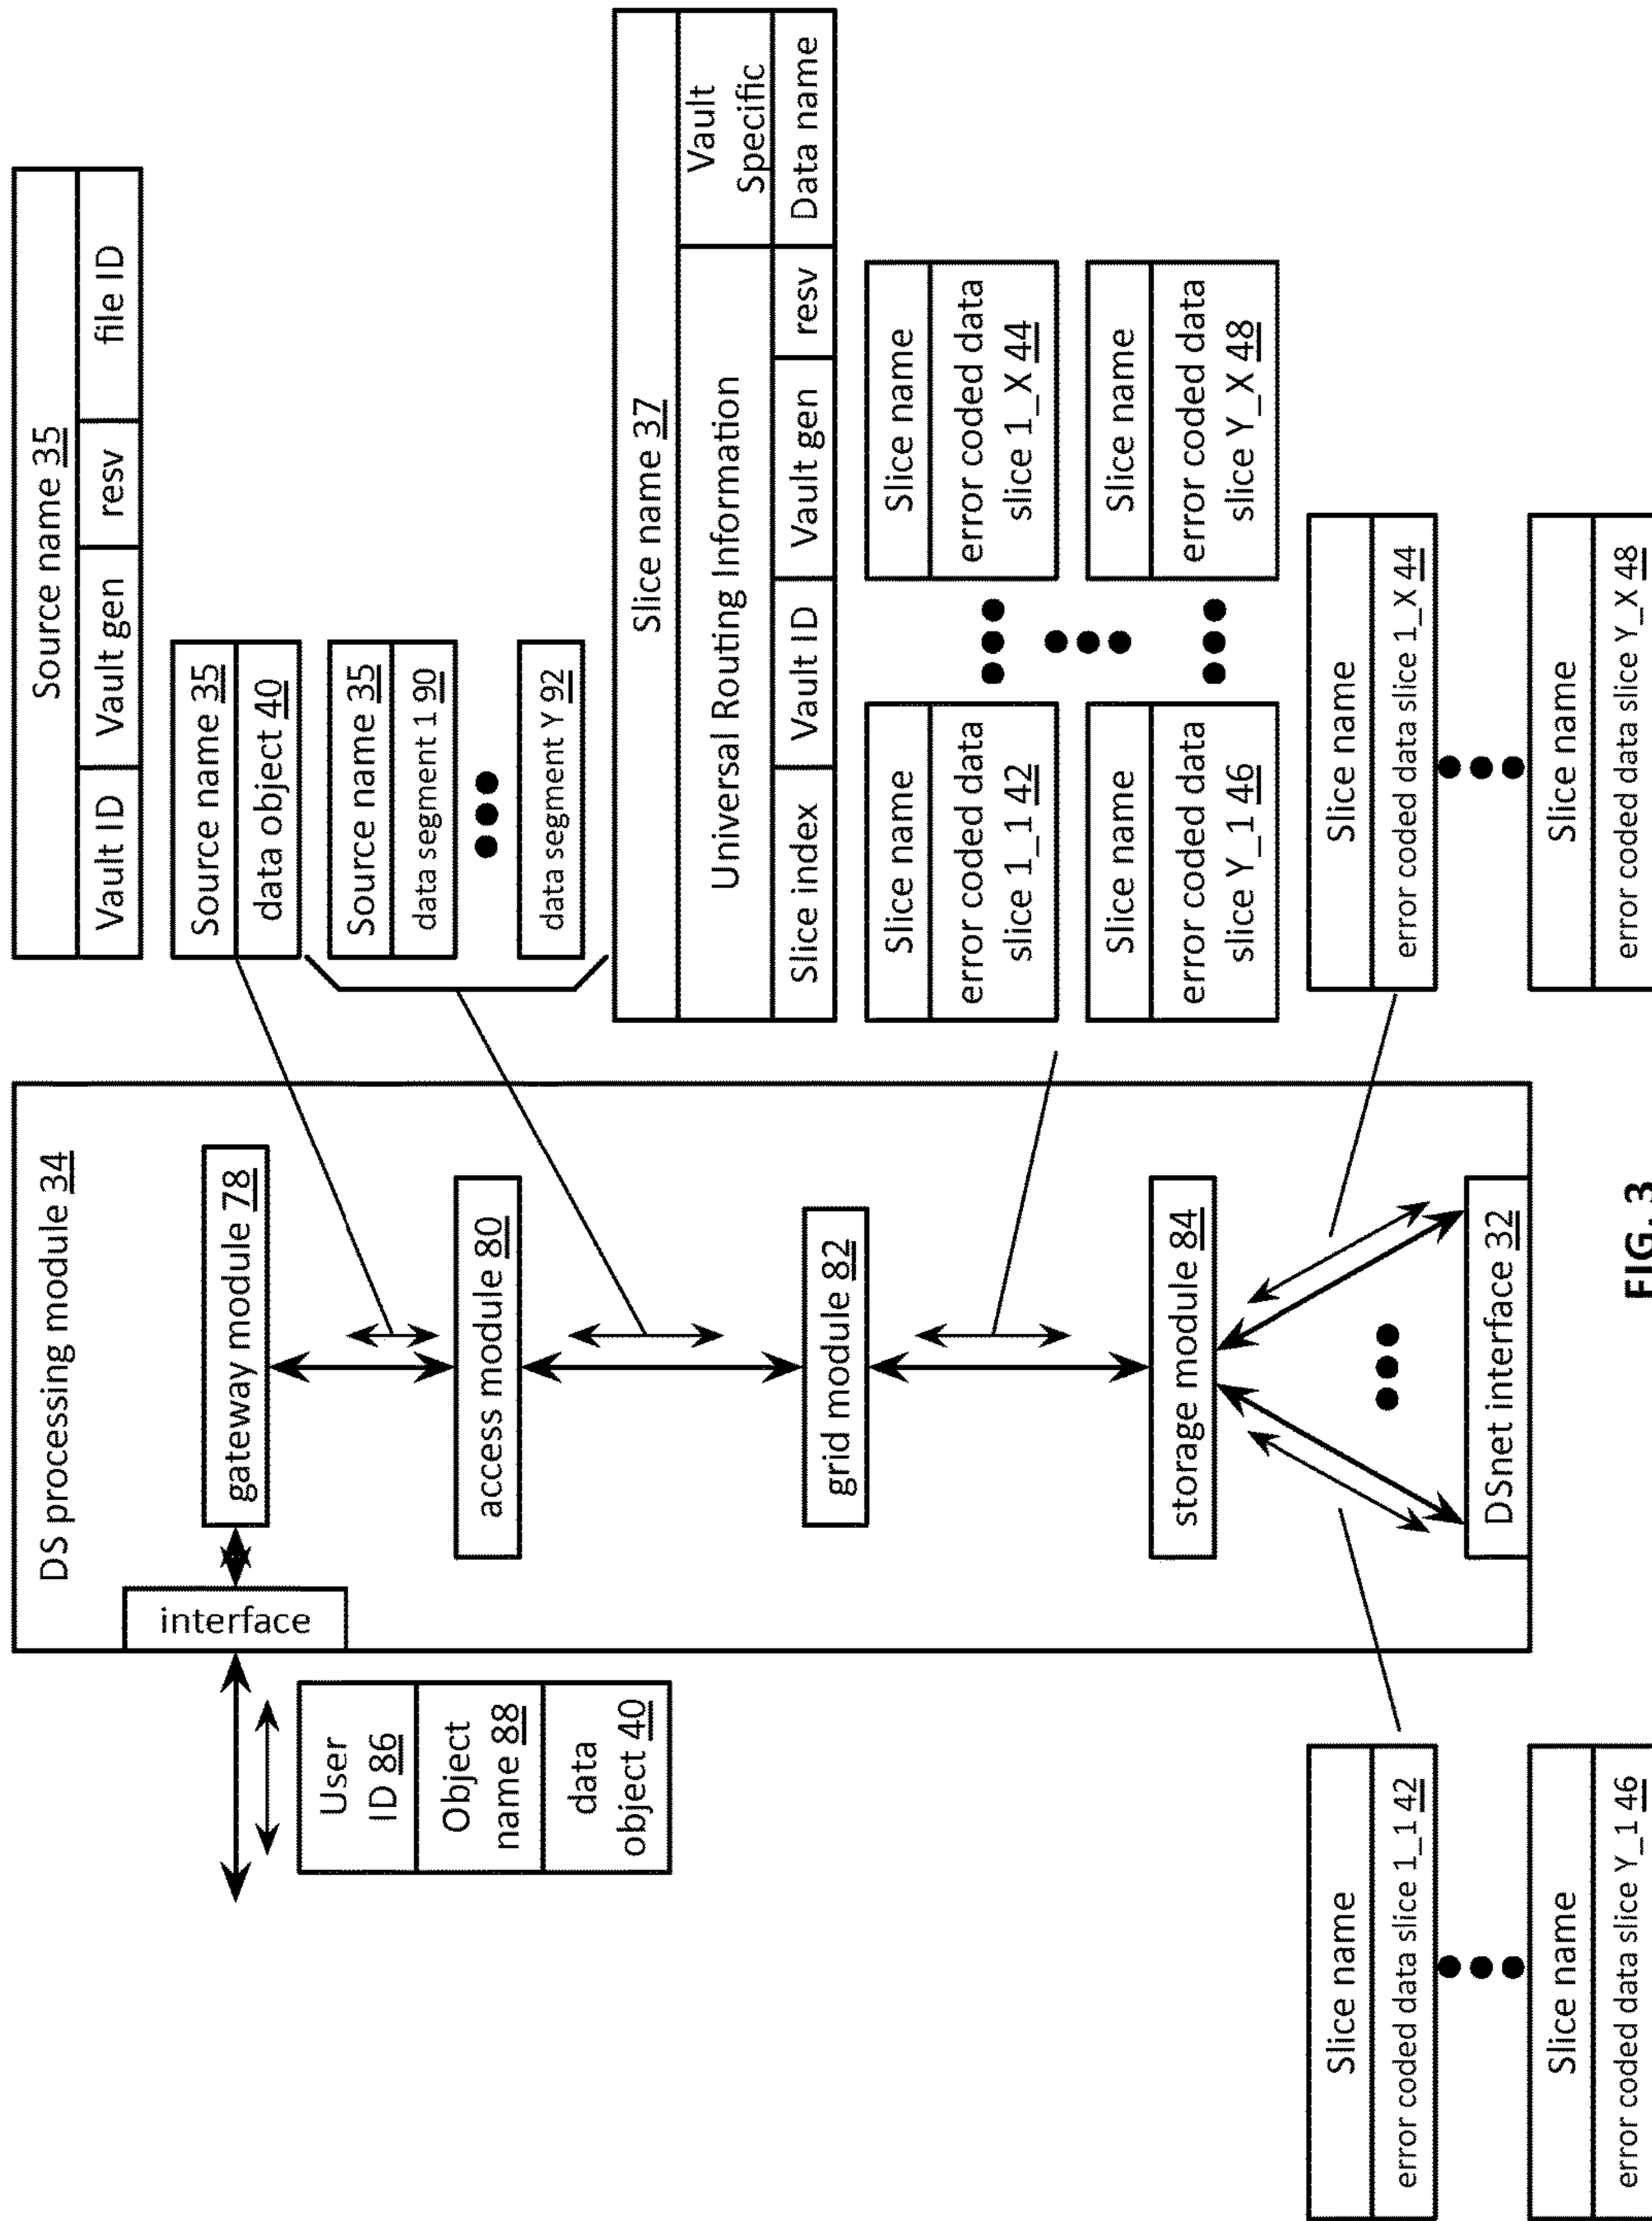 DS processing module 34
interface
gateway module 78
access module 80
grid module 82
storage module 84
DSnet interface 32
User
ID 86
Object
name 88
data
object 40
Source name 35
Vault ID
Vault gen
resv
file ID
Source name 35
data object 40
Source name 35
data segment 1 90
data segment Y 92
Slice name 37
Universal Routing Information
Vault
Specific
Slice index
Vault ID
Vault gen
resv
Data name
Slice name
error coded data
slice 1_1 42
Slice name
error coded data
slice 1_X 44
Slice name
error coded data
slice Y_1 46
Slice name
error coded data
slice Y_X 48
Slice name
error coded data slice 1_1 42
Slice name
error coded data slice Y_1 46
Slice name
error coded data slice 1_X 44
Slice name
error coded data slice Y_X 48
FIG. 3